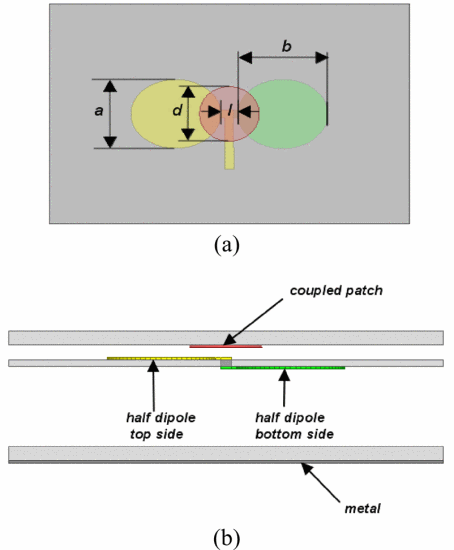 b
a
d
l
(a)
coupled patch
half dipole
top side
half dipole
bottom side
metal
(b)